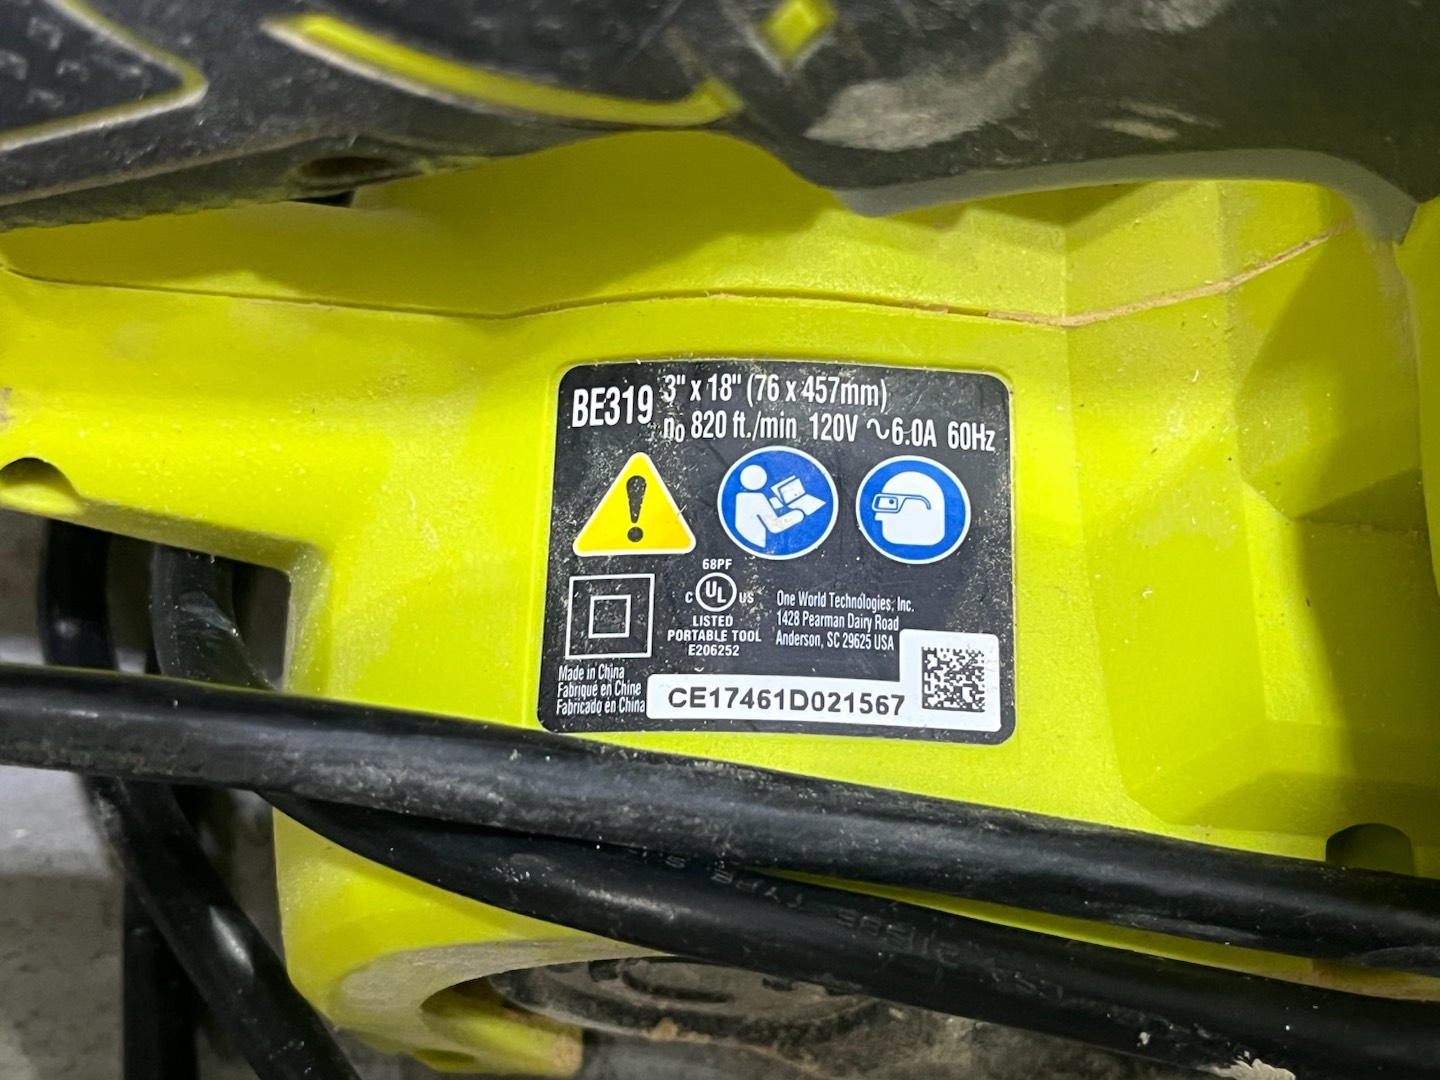 BE319 3" x 18" (76 x 457mm)
n₀ 820 ft./min 120V ∿6.0A 60Hz
68PF
C UL US
LISTED
PORTABLE TOOL
E206252
One World Technologies, Inc.
1428 Pearman Dairy Road
Anderson, SC 29625 USA
Made in China
Fabriqué en Chine
Fabricado en China
CE17461D021567